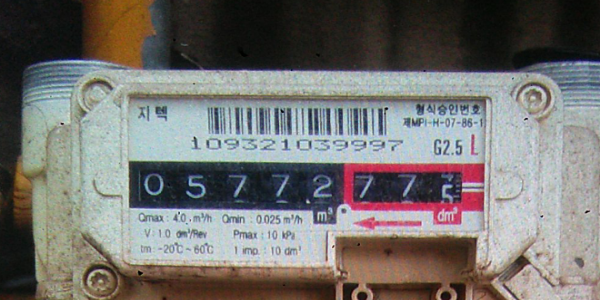 지텍
형식승인번호
제MPI-H-07-86-1
109321039997
G2.5 L
05772 77
m³
dm³
Qmax : 4.0 m³/h Qmin : 0.025 m³/h
V : 1.0 dm³/Rev Pmax : 10 kPa
tm : -20℃ ~ 60℃ 1 imp. : 10 dm³